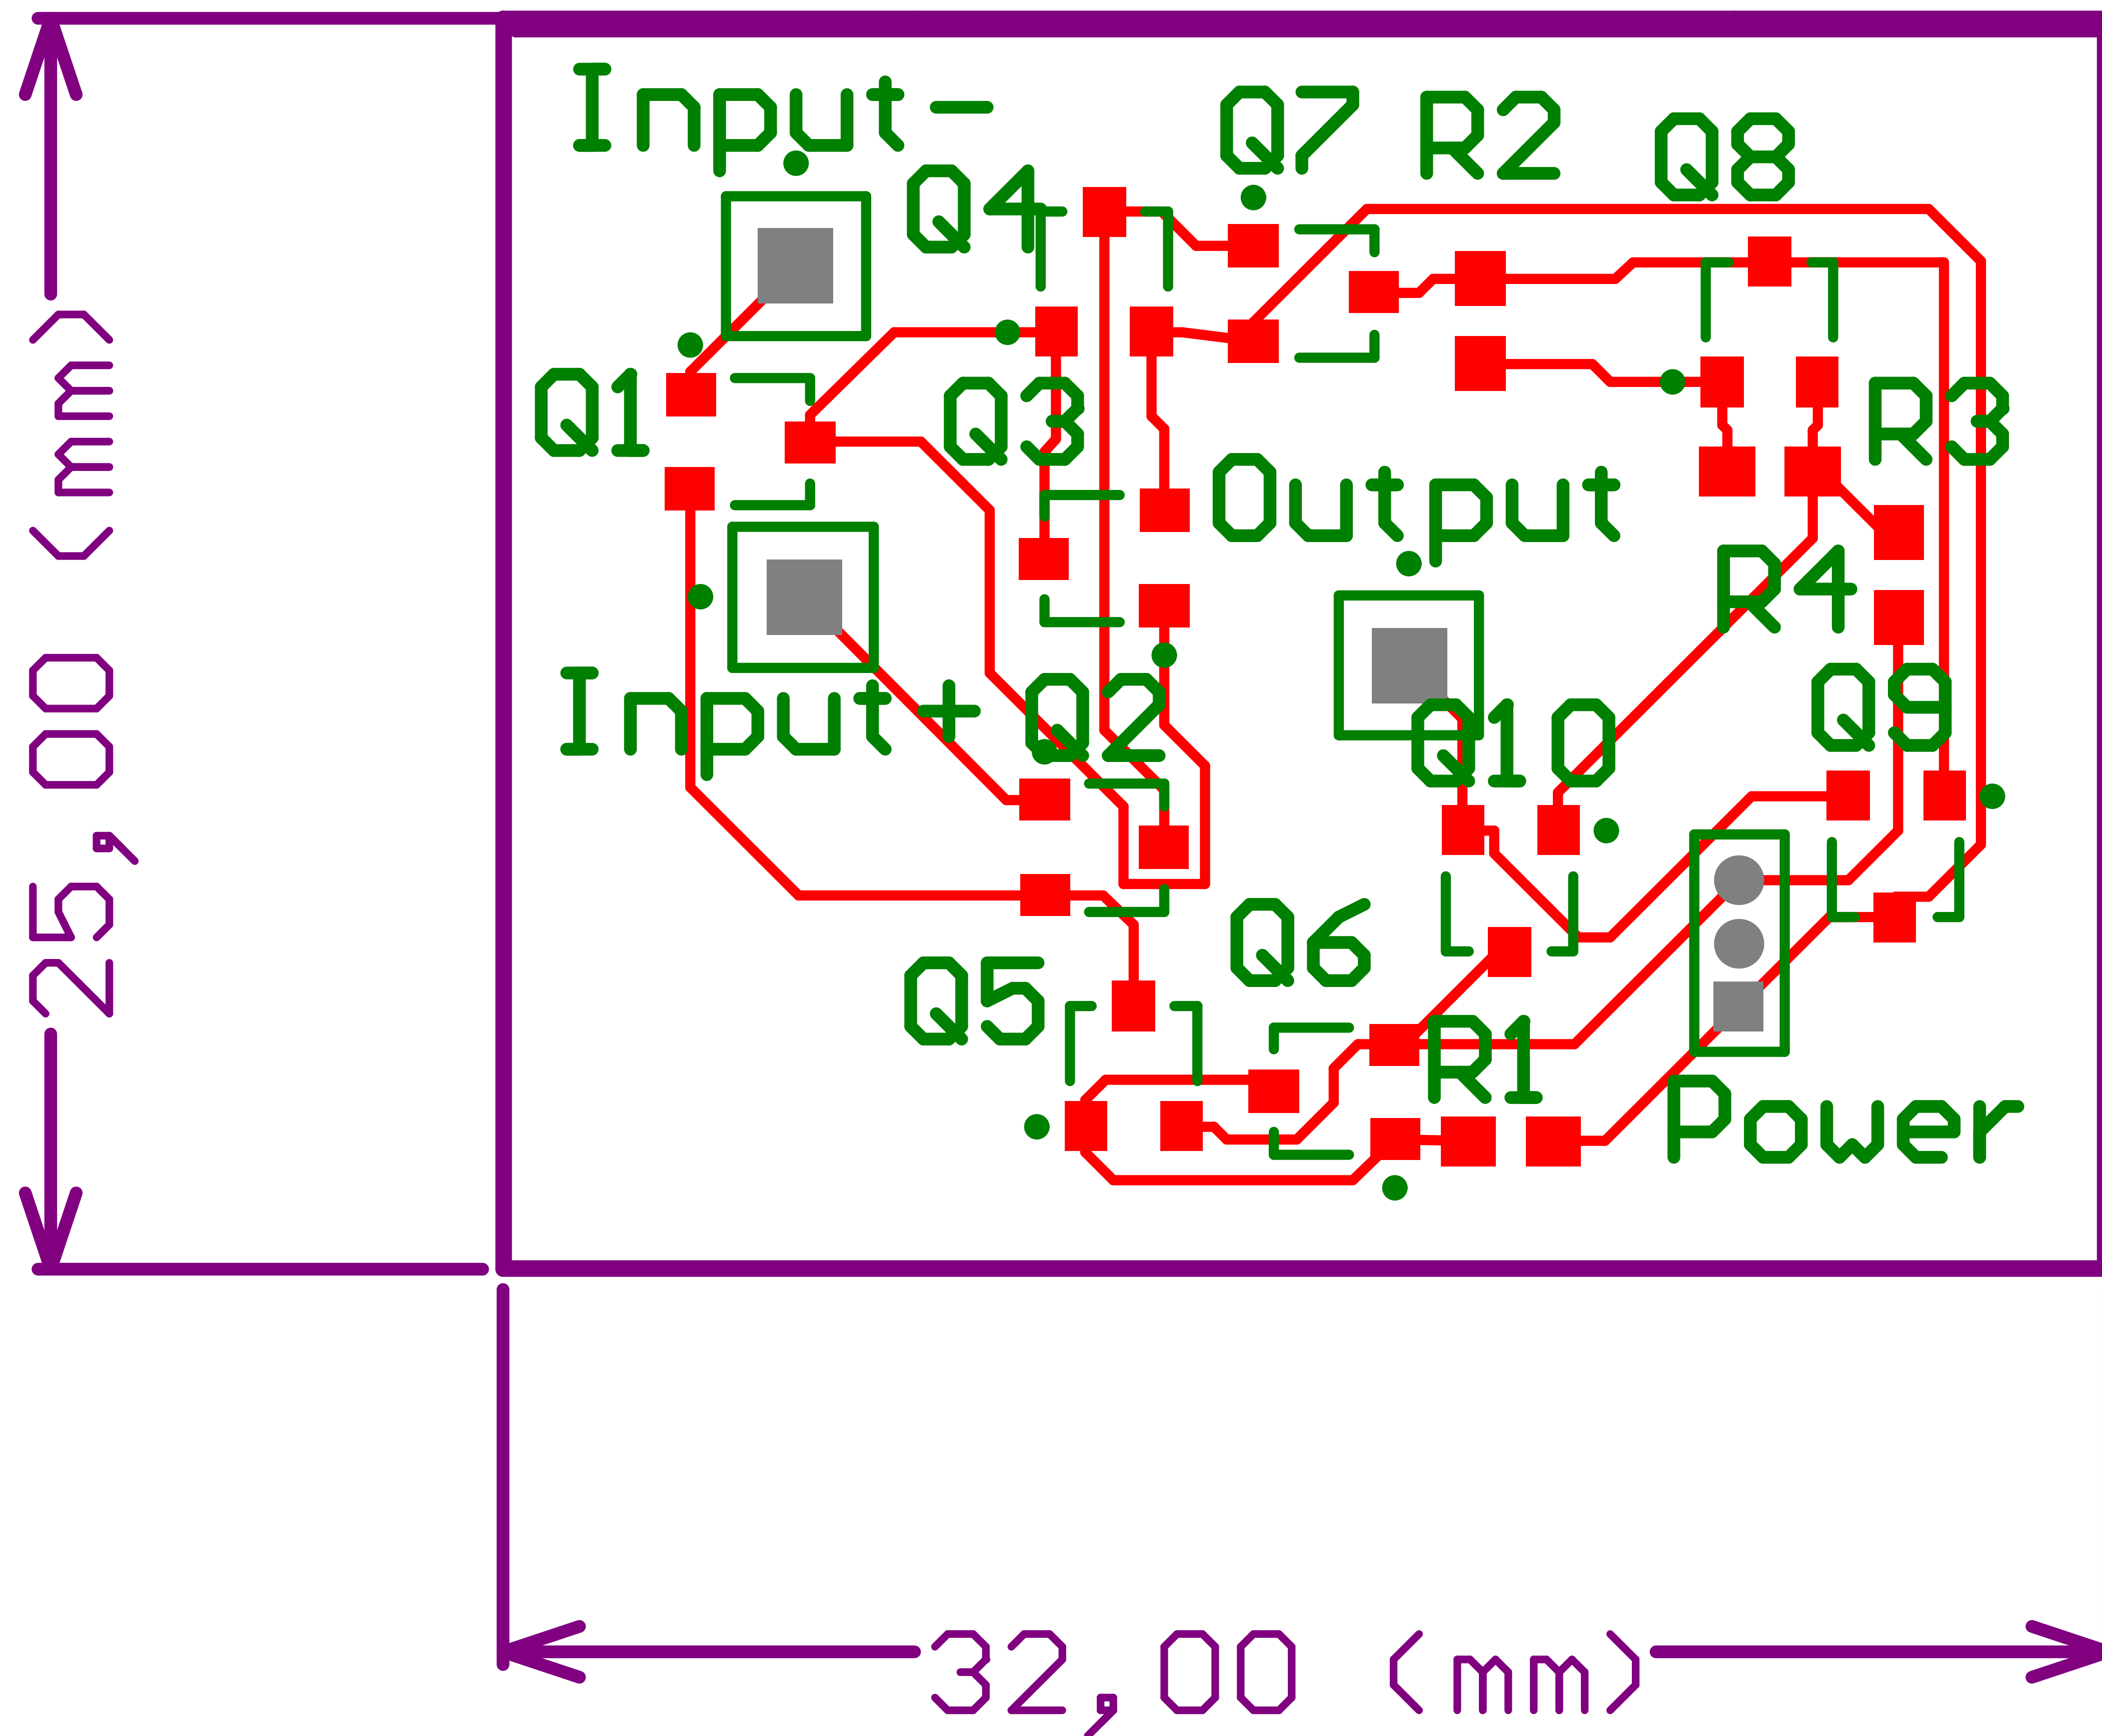 Input-
Q7
R2
Q8
Q4
Q1
Q3
R3
Output
R4
Input+
Q2
Q10
Q9
Q6
Q5
R1
Power
25,00 (mm)
32,00 (mm)